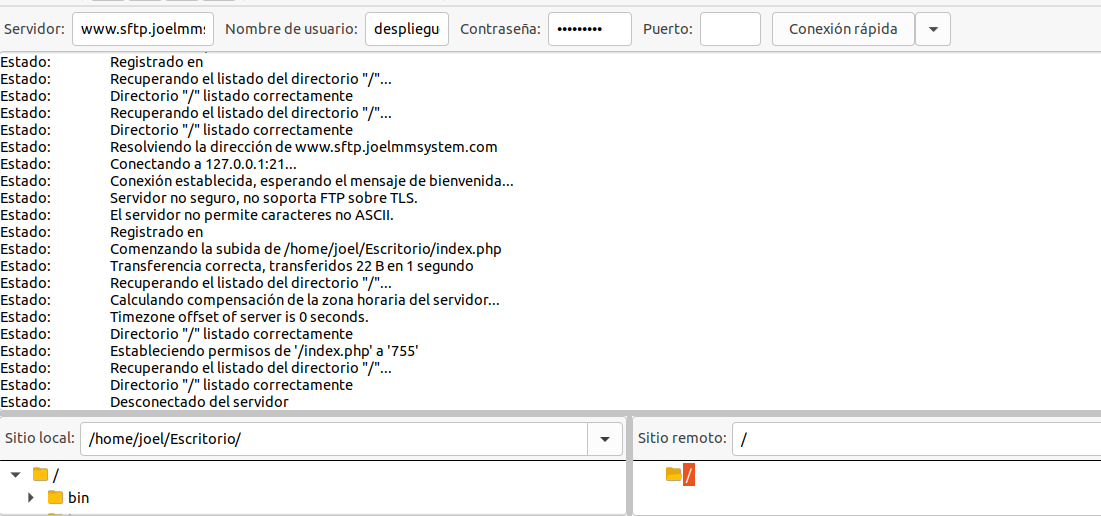 Servidor: www.sftp.joelmms Nombre de usuario: despliegu Contraseña: ••••••••• Puerto: Conexión rápida
Estado: Registrado en
Estado: Recuperando el listado del directorio "/"...
Estado: Directorio "/" listado correctamente
Estado: Recuperando el listado del directorio "/"...
Estado: Directorio "/" listado correctamente
Estado: Resolviendo la dirección de www.sftp.joelmmsystem.com
Estado: Conectando a 127.0.0.1:21...
Estado: Conexión establecida, esperando el mensaje de bienvenida...
Estado: Servidor no seguro, no soporta FTP sobre TLS.
Estado: El servidor no permite caracteres no ASCII.
Estado: Registrado en
Estado: Comenzando la subida de /home/joel/Escritorio/index.php
Estado: Transferencia correcta, transferidos 22 B en 1 segundo
Estado: Recuperando el listado del directorio "/"...
Estado: Calculando compensación de la zona horaria del servidor...
Estado: Timezone offset of server is 0 seconds.
Estado: Directorio "/" listado correctamente
Estado: Estableciendo permisos de '/index.php' a '755'
Estado: Recuperando el listado del directorio "/"...
Estado: Directorio "/" listado correctamente
Estado: Desconectado del servidor
Sitio local: /home/joel/Escritorio/ Sitio remoto: /
/ /
bin